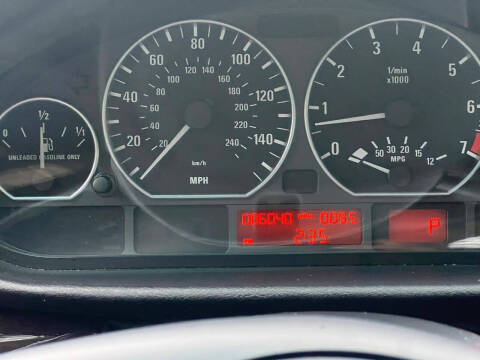 0 1/2 1/1
UNLEADED GASOLINE ONLY
20 40 60 80 100 120 140
20 40 60 80 100 120 140 160 180 200 220 240
km/h
MPH
1 2 3 4 5 6 7
1/min
x1000
50 30 20 15 12
MPG
086040
P